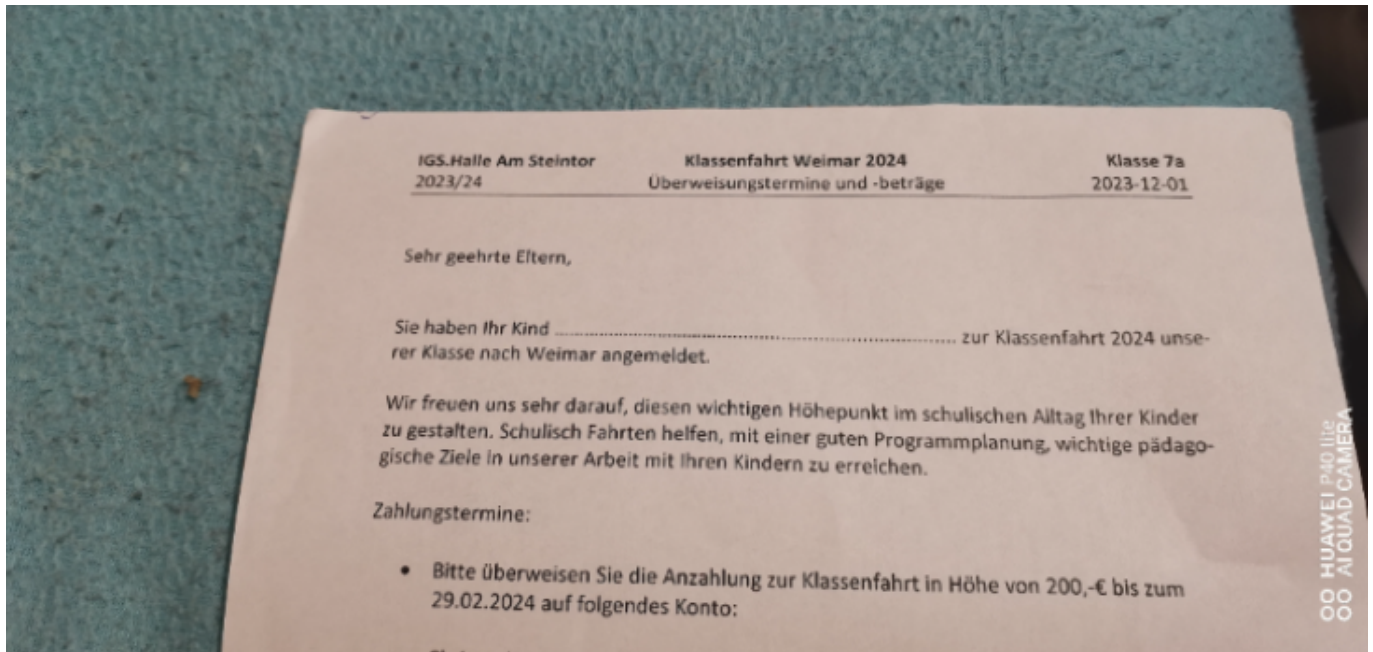 IGS.Halle Am Steintor Klassenfahrt Weimar 2024 Klasse 7a
2023/24 Überweisungstermine und -beträge 2023-12-01
Sehr geehrte Eltern,
Sie haben Ihr Kind ........................................................................ zur Klassenfahrt 2024 unse-
rer Klasse nach Weimar angemeldet.
Wir freuen uns sehr darauf, diesen wichtigen Höhepunkt im schulischen Alltag Ihrer Kinder
zu gestalten. Schulisch Fahrten helfen, mit einer guten Programmplanung, wichtige pädago-
gische Ziele in unserer Arbeit mit Ihren Kindern zu erreichen.
Zahlungstermine:
• Bitte überweisen Sie die Anzahlung zur Klassenfahrt in Höhe von 200,-€ bis zum
29.02.2024 auf folgendes Konto:
HUAWEI P40 lite
AI QUAD CAMERA